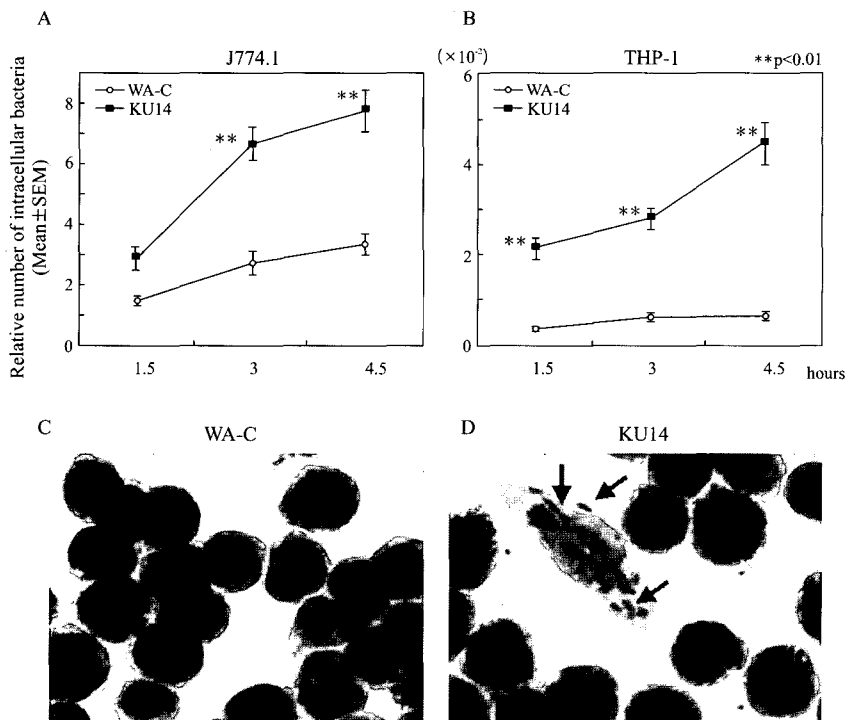 A
B
J774.1
(×10⁻²)
THP-1
**p<0.01
WA-C
KU14
WA-C
KU14
Relative number of intracellular bacteria
(Mean±SEM)
8
6
4
2
0
**
**
6
4
2
0
**
**
**
1.5
3
4.5
1.5
3
4.5
hours
C
WA-C
D
KU14